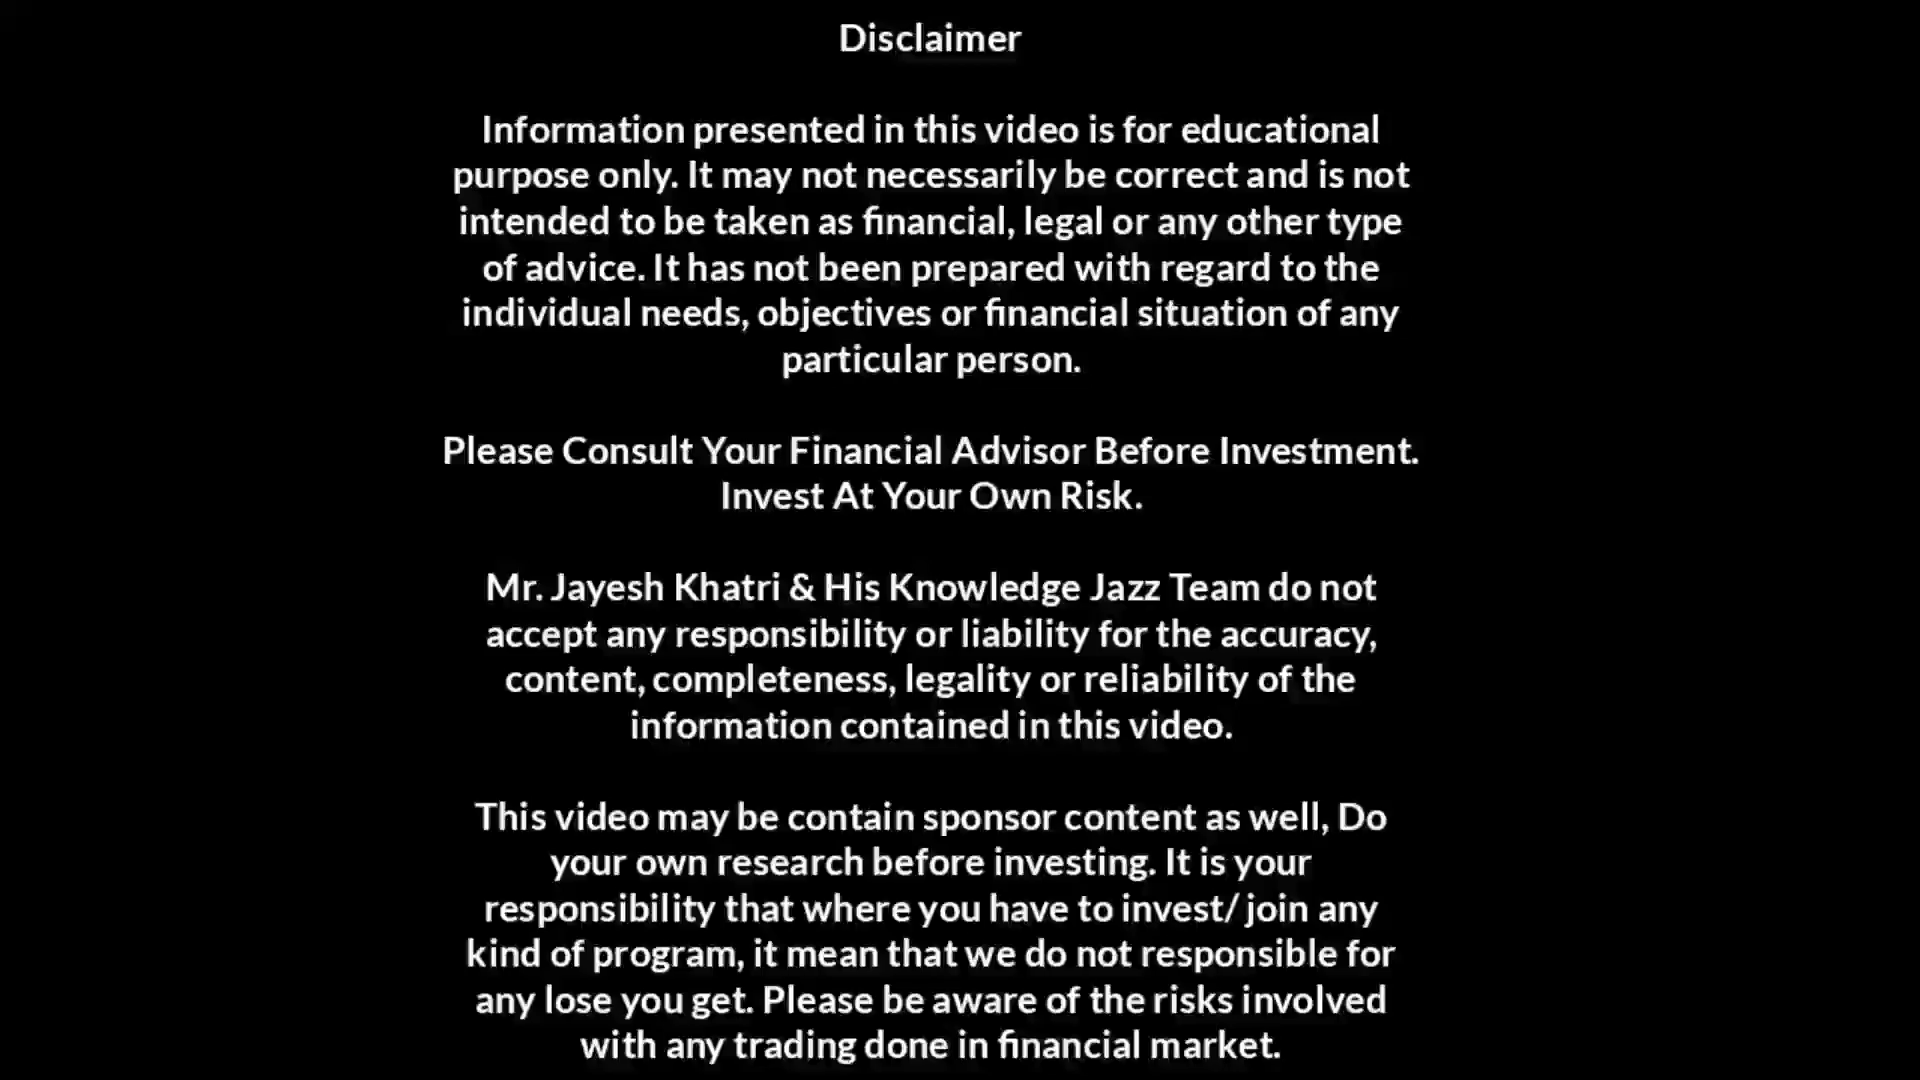 Disclaimer
Information presented in this video is for educational
purpose only. It may not necessarily be correct and is not
intended to be taken as financial, legal or any other type
of advice. It has not been prepared with regard to the
individual needs, objectives or financial situation of any
particular person.
Please Consult Your Financial Advisor Before Investment.
Invest At Your Own Risk.
Mr. Jayesh Khatri & His Knowledge Jazz Team do not
accept any responsibility or liability for the accuracy,
content, completeness, legality or reliability of the
information contained in this video.
This video may be contain sponsor content as well, Do
your own research before investing. It is your
responsibility that where you have to invest/ join any
kind of program, it mean that we do not responsible for
any lose you get. Please be aware of the risks involved
with any trading done in financial market.